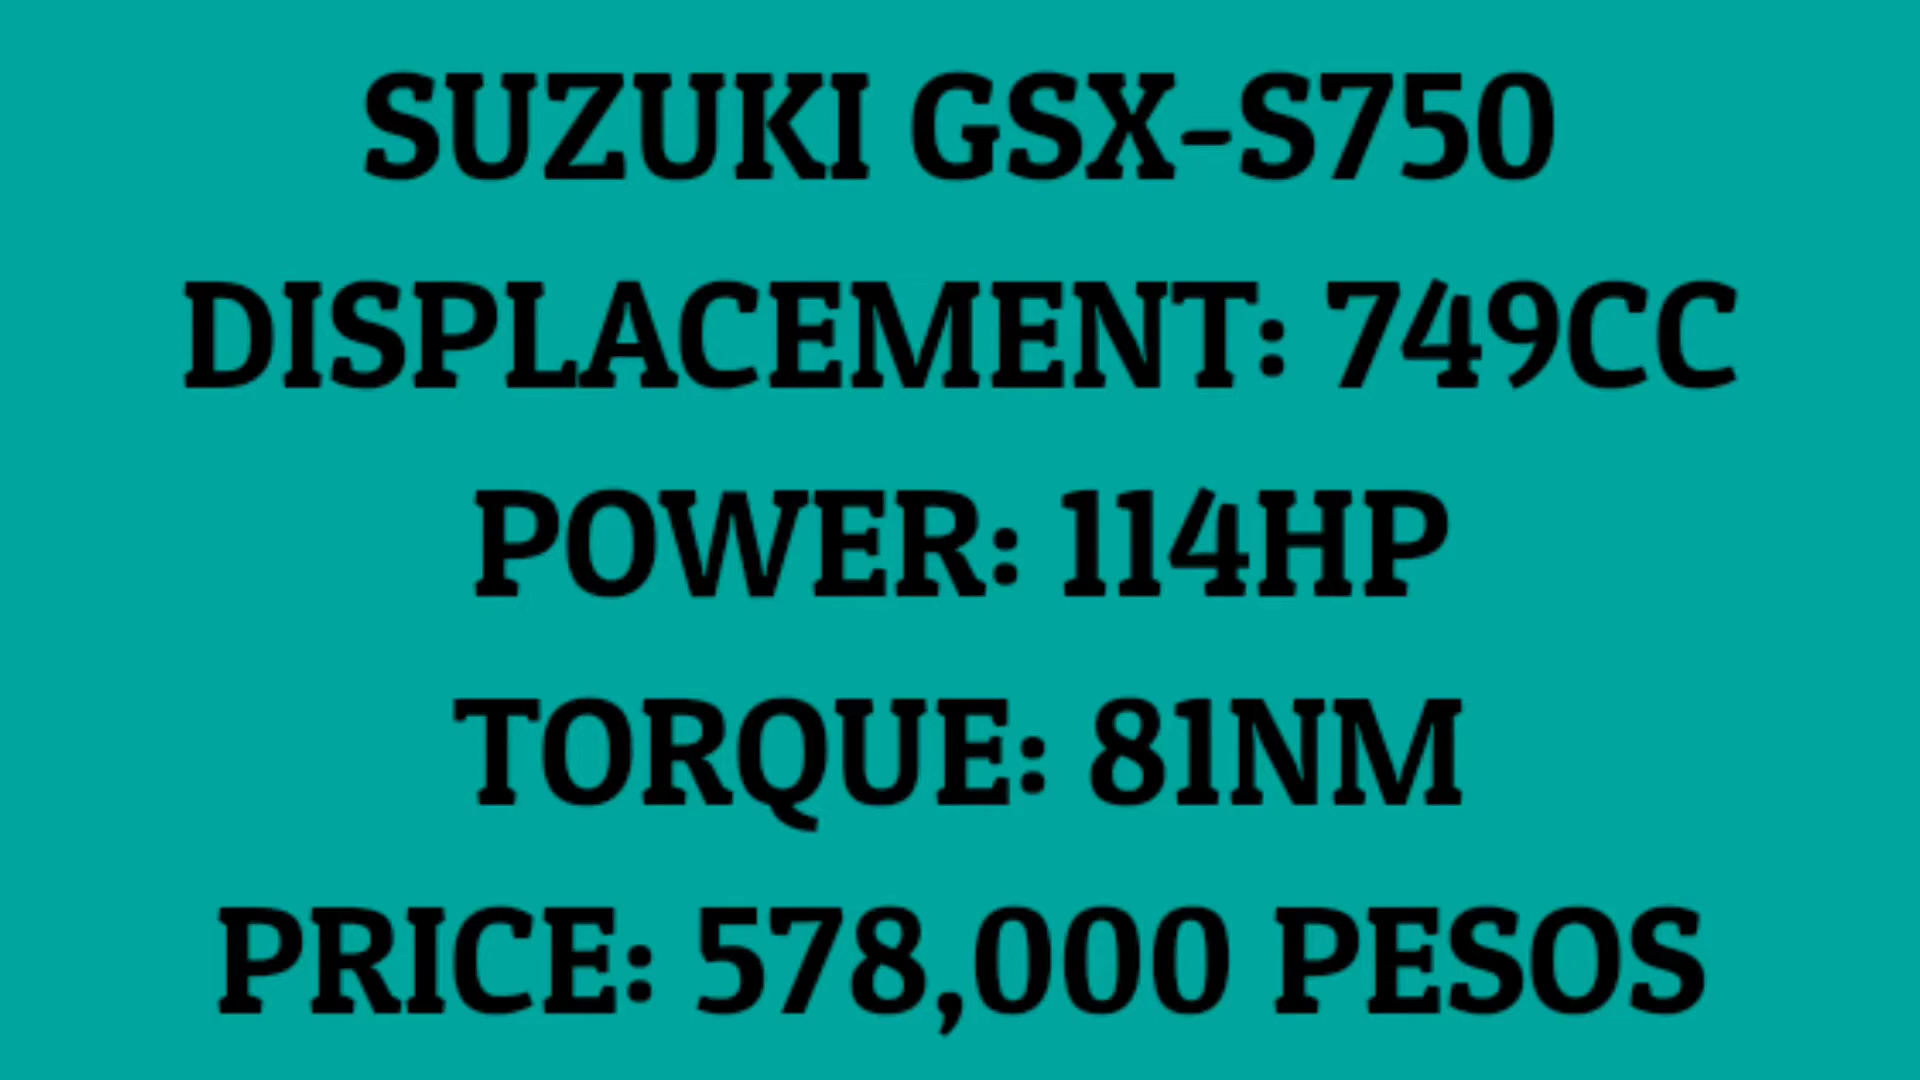 SUZUKI GSX-S750
DISPLACEMENT: 749CC
POWER: 114HP
TORQUE: 81NM
PRICE: 578,000 PESOS